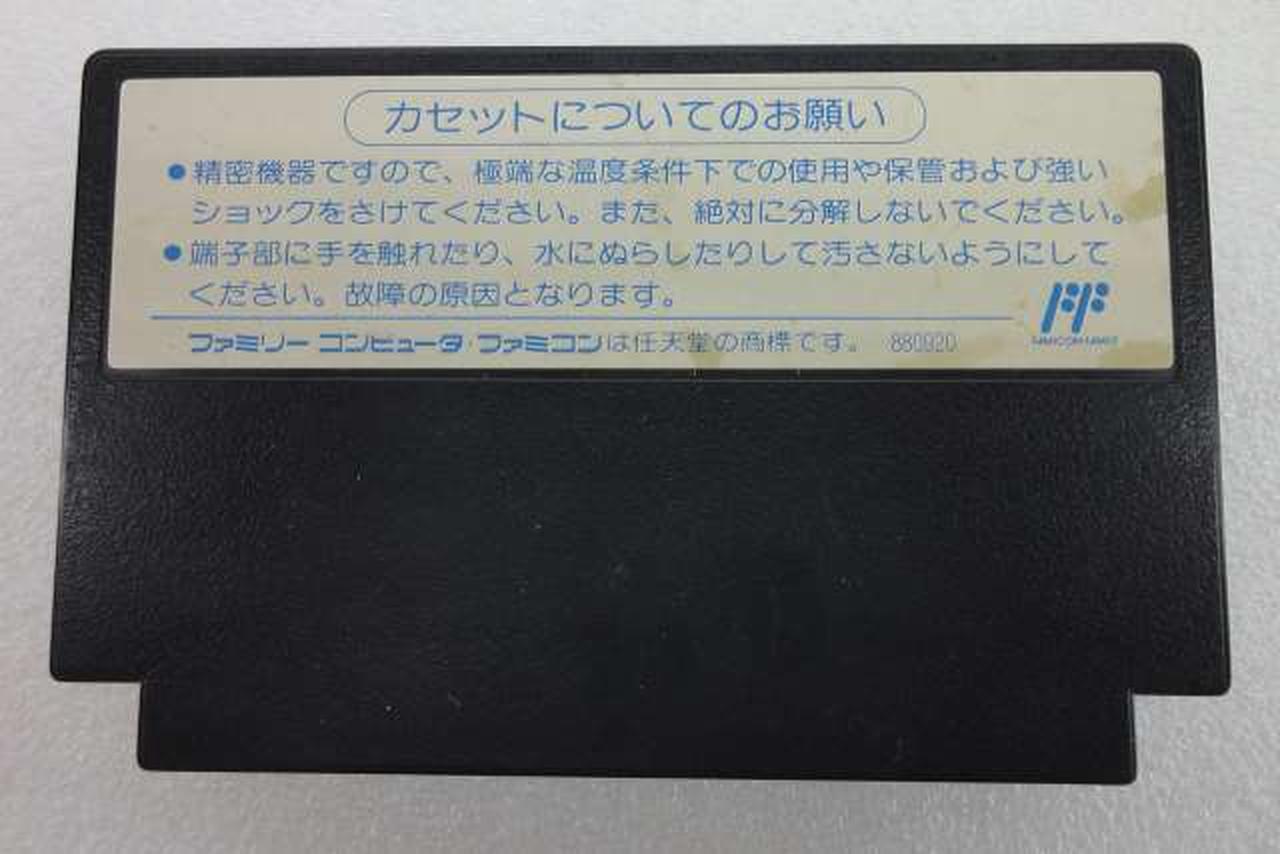 カセットについてのお願い
●精密機器ですので、極端な温度条件下での使用や保管および強い
ショックをさけてください。また、絶対に分解しないでください。
●端子部に手を触れたり、水にぬらしたりして汚さないようにして
ください。故障の原因となります。
ファミリー コンピュータ・ファミコンは任天堂の商標です。 880920